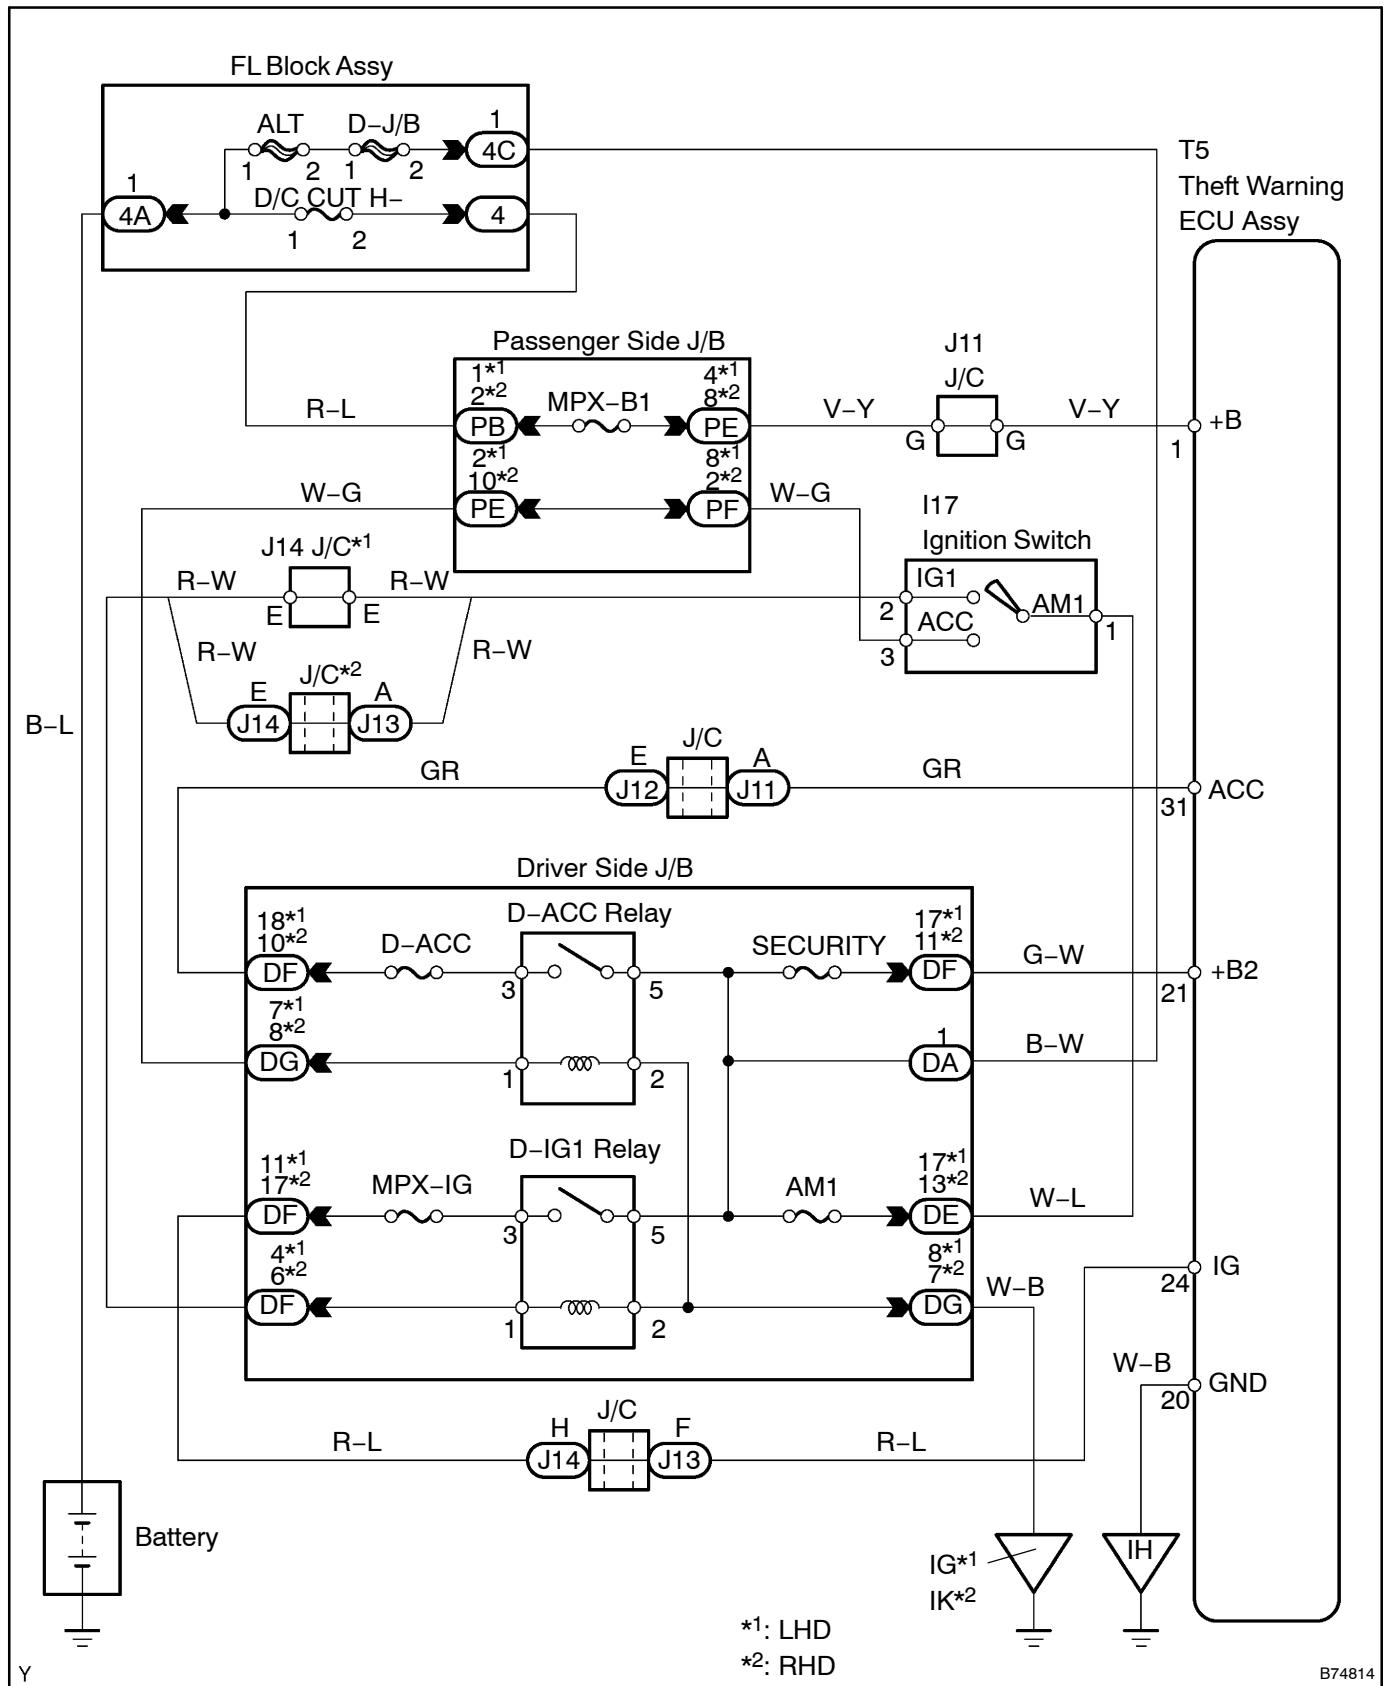 FL Block Assy
ALT
D−J/B
1
4C
1
2
1
2
1
4A
D/C CUT H−
4
1
2
T5
Theft Warning
ECU Assy
Passenger Side J/B
1*1
2*2
MPX−B1
4*1
8*2
R−L
PB
PE
V−Y
J11
J/C
G
G
V−Y
+B
1
2*1
10*2
8*1
2*2
W−G
PE
PF
W−G
I17
Ignition Switch
J14 J/C*1
R−W
E
E
R−W
IG1
2
ACC
3
AM1
1
R−W
J/C*2
R−W
E
J14
A
J13
B−L
GR
E
J12
J/C
A
J11
GR
ACC
31
Driver Side J/B
18*1
10*2
D−ACC
D−ACC Relay
SECURITY
17*1
11*2
DF
3
5
DF
G−W
+B2
21
7*1
8*2
DG
1
2
1
DA
B−W
D−IG1 Relay
11*1
17*2
MPX−IG
AM1
17*1
13*2
DF
3
5
DE
W−L
4*1
6*2
8*1
7*2
DF
1
2
DG
W−B
IG
24
W−B
GND
20
J/C
R−L
H
J14
F
J13
R−L
Battery
IG*1
IK*2
IH
*1: LHD
*2: RHD
Y
B74814